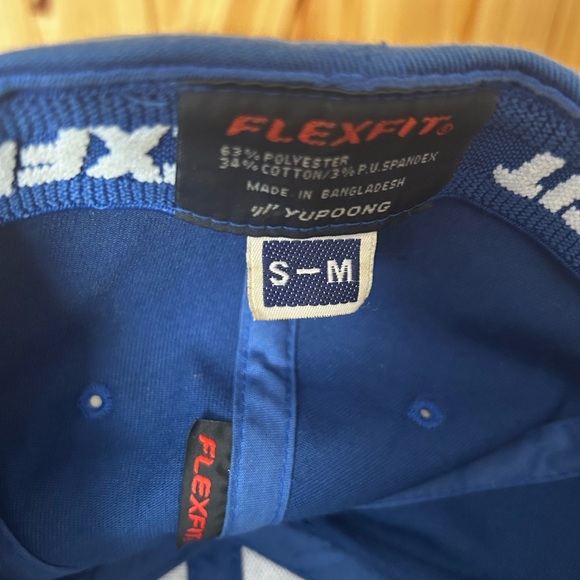 FLEXFIT®
63% POLYESTER
34% COTTON/3% P.U.SPANDEX
MADE IN BANGLADESH
YUPOONG
S-M
FLEXFIT